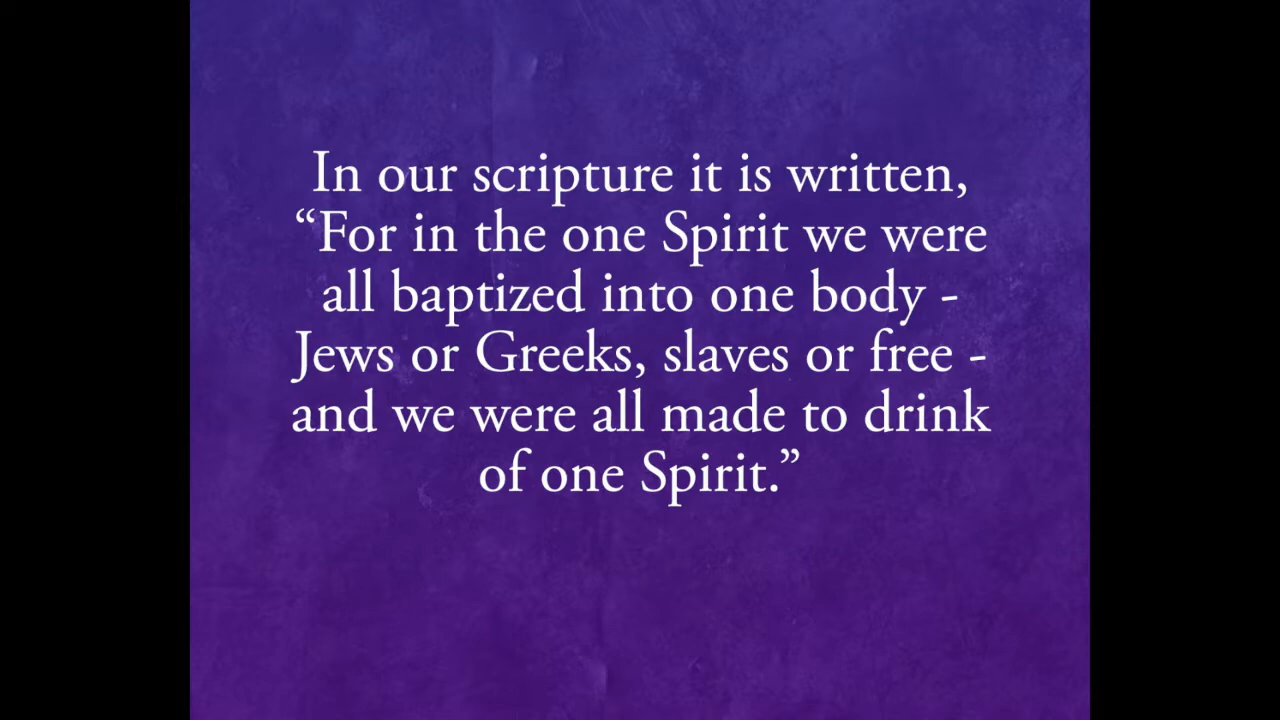 In our scripture it is written,
“For in the one Spirit we were
all baptized into one body -
Jews or Greeks, slaves or free -
and we were all made to drink
of one Spirit.”